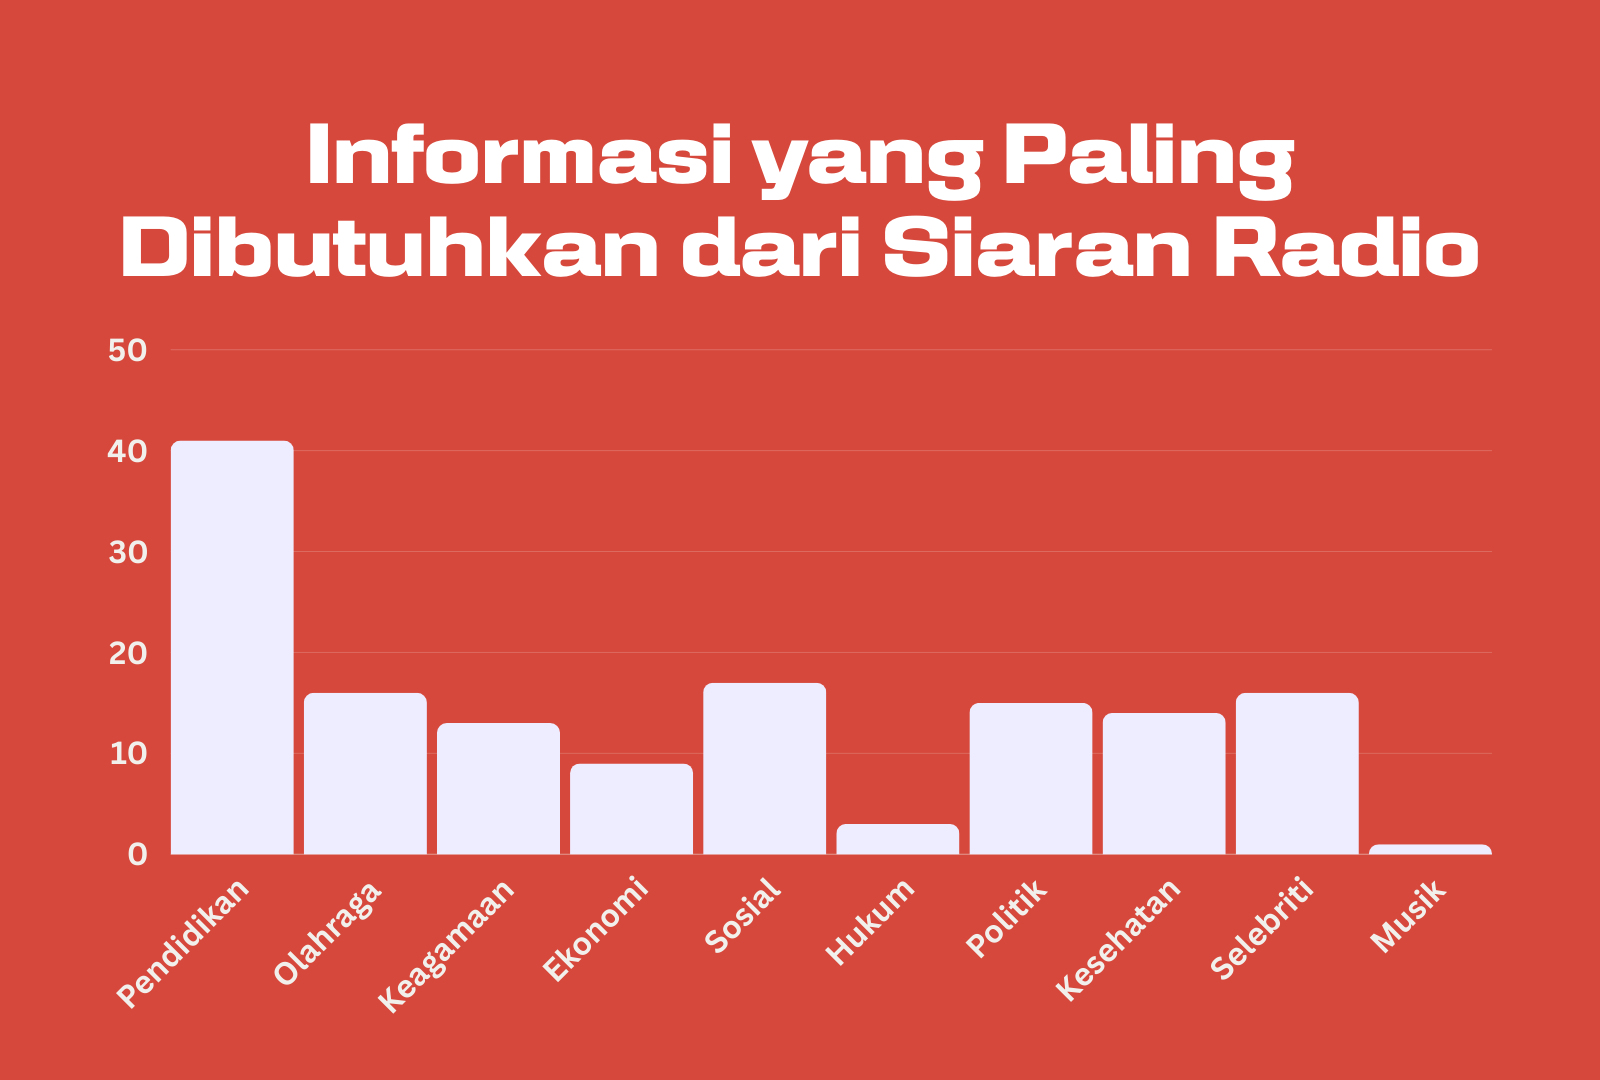 Informasi yang Paling
Dibutuhkan dari Siaran Radio
50
40
30
20
10
0
Pendidikan
Olahraga
Keagamaan
Ekonomi
Sosial
Hukum
Politik
Kesehatan
Selebriti
Musik